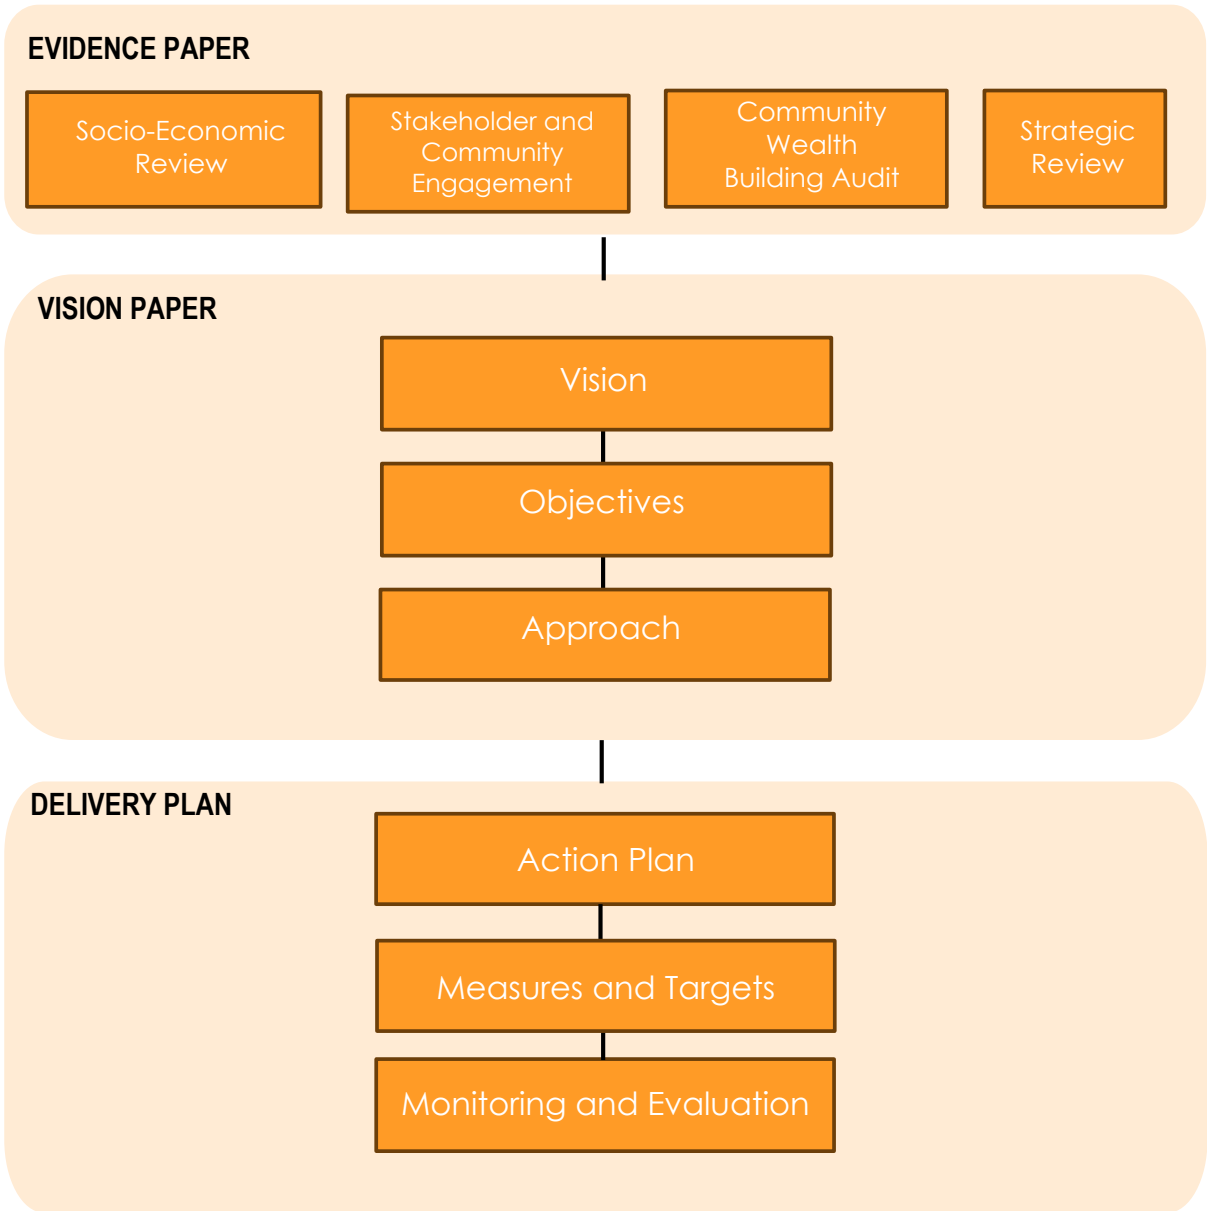 EVIDENCE PAPER
Socio-Economic
Review
Stakeholder and
Community
Engagement
Community
Wealth
Building Audit
Strategic
Review
VISION PAPER
Vision
Objectives
Approach
DELIVERY PLAN
Action Plan
Measures and Targets
Monitoring and Evaluation